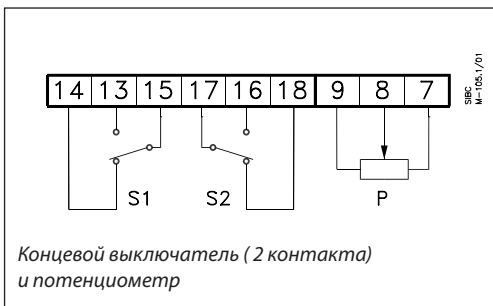 SIBC
M-105.1/01
14 13 15 17 16 18 9 8 7
S1 S2 P
Концевой выключатель ( 2 контакта)
и потенциометр